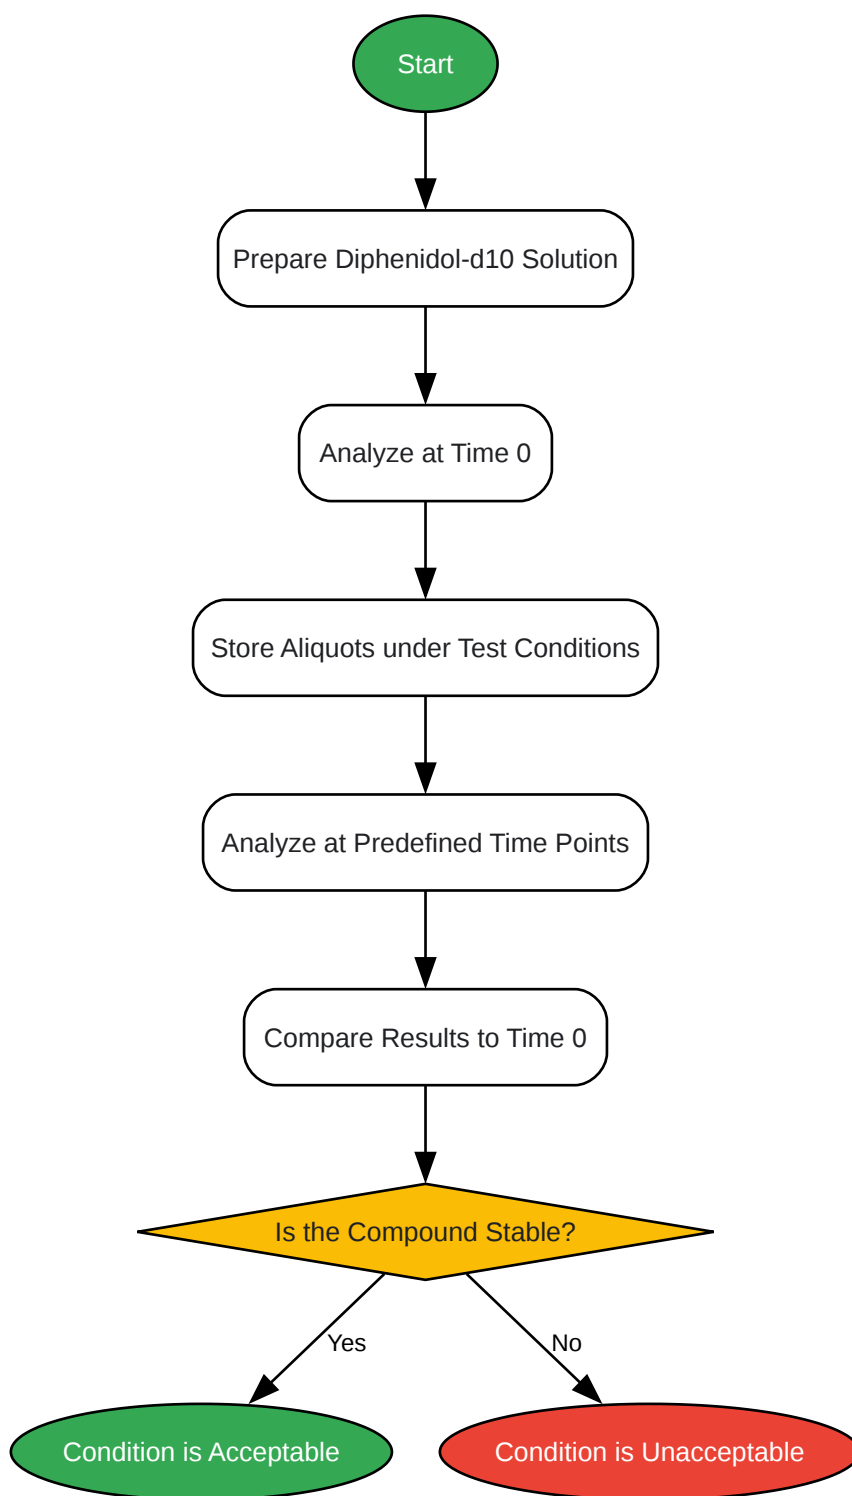 Start
Prepare Diphenidol-d10 Solution
Analyze at Time 0
Store Aliquots under Test Conditions
Analyze at Predefined Time Points
Compare Results to Time 0
Is the Compound Stable?
Yes
No
Condition is Acceptable
Condition is Unacceptable